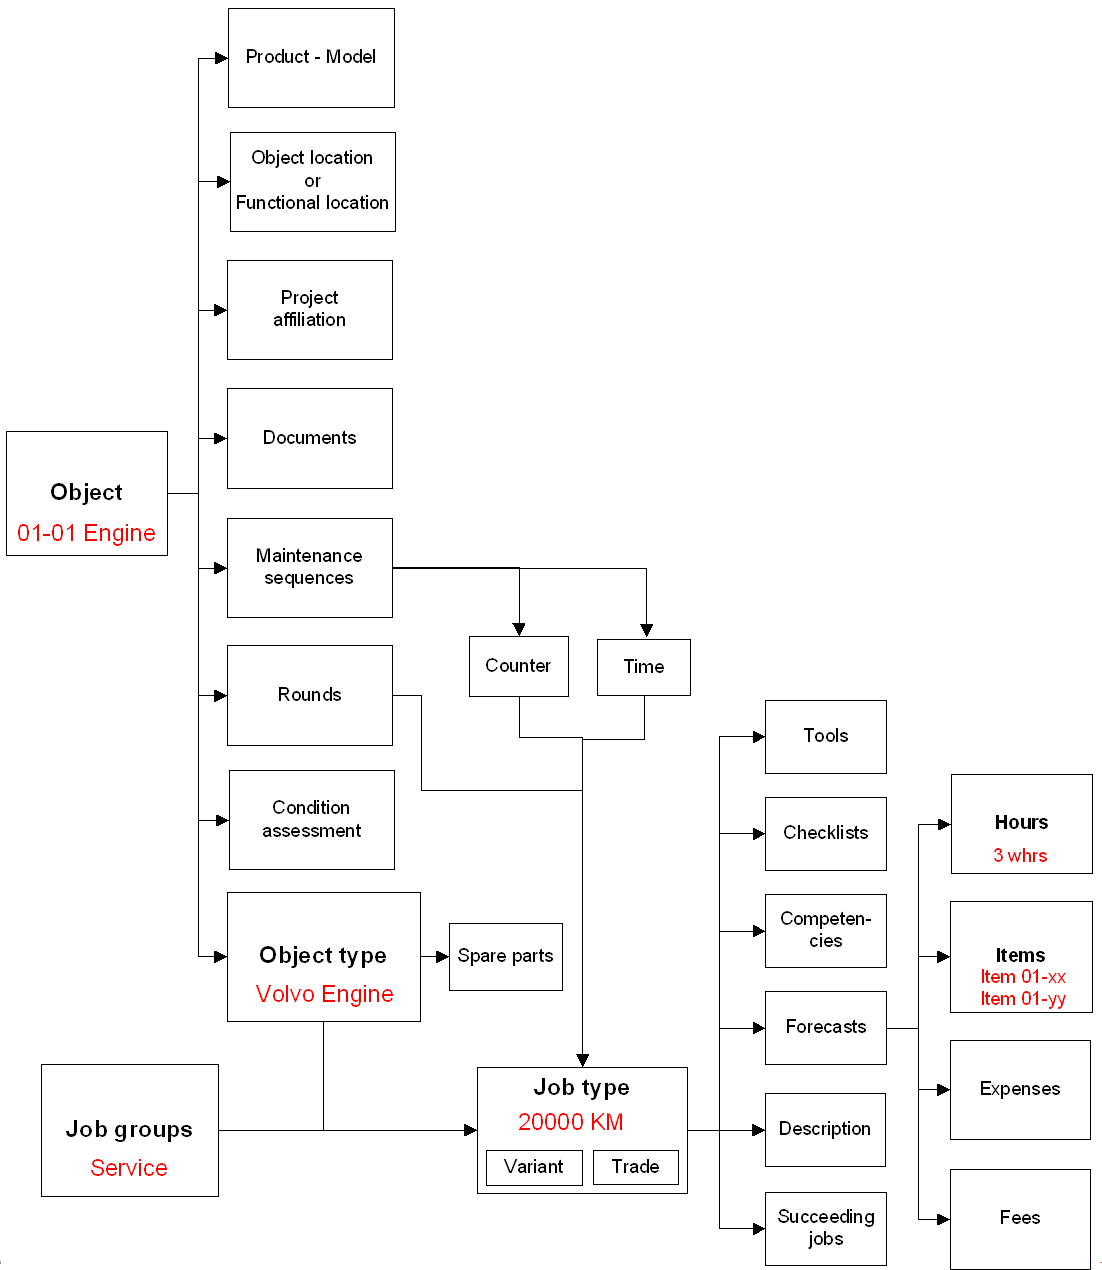 Product - Model
Object location
or
Functional location
Project
affiliation
Documents
Object
01-01 Engine
Maintenance
sequences
Counter
Time
Rounds
Condition
assessment
Object type
Volvo Engine
Spare parts
Job groups
Service
Job type
20000 KM
Variant
Trade
Tools
Checklists
Competen-
cies
Forecasts
Description
Succeeding
jobs
Hours
3 whrs
Items
Item 01-xx
Item 01-yy
Expenses
Fees